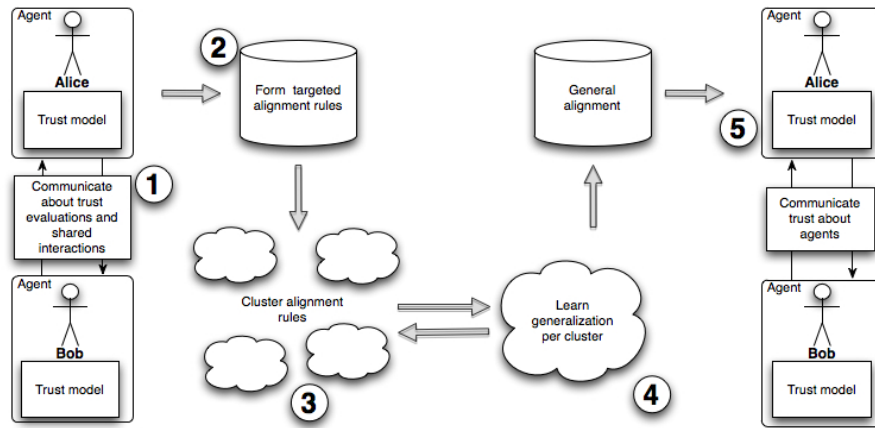 Agent
Alice
Trust model
1
Communicate
about trust
evaluations and
shared
interactions
Agent
Bob
Trust model
2
Form targeted
alignment rules
Cluster alignment
rules
3
Learn
generalization
per cluster
4
General
alignment
5
Agent
Alice
Trust model
Communicate
trust about
agents
Agent
Bob
Trust model